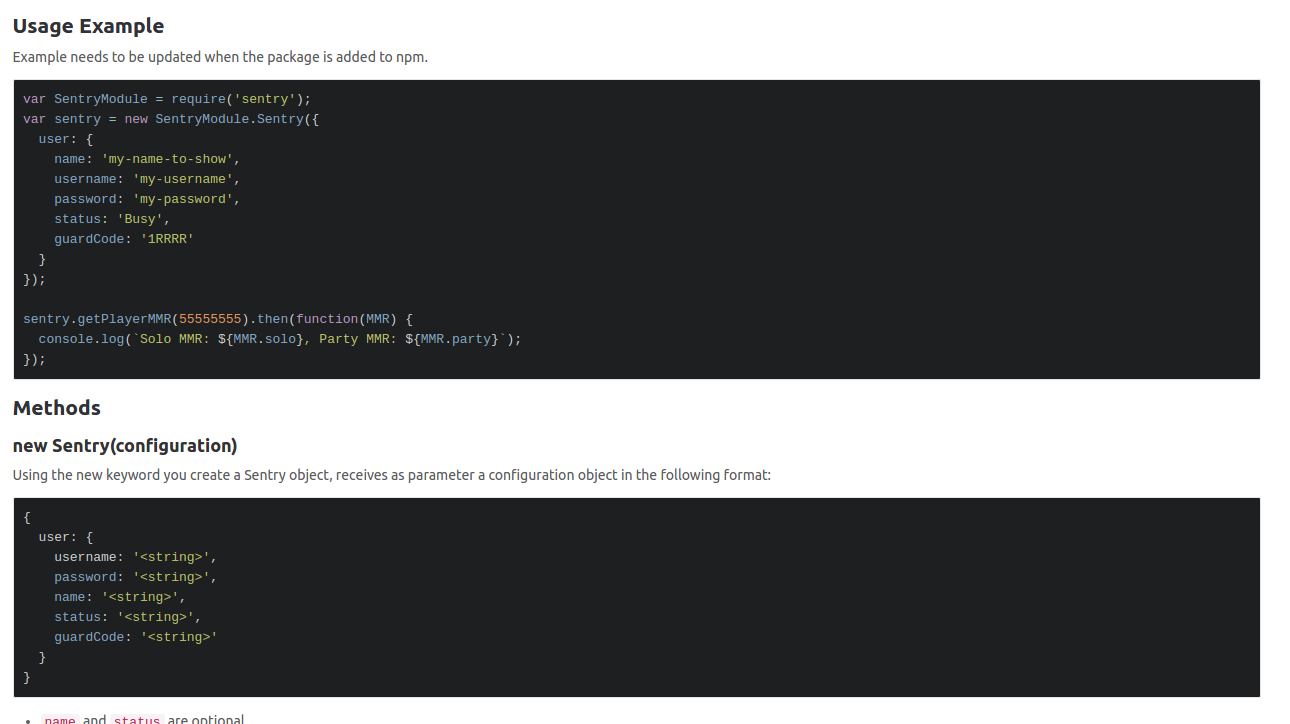 Usage Example
Example needs to be updated when the package is added to npm.
var SentryModule = require('sentry');
var sentry = new SentryModule.Sentry({
  user: {
    name: 'my-name-to-show',
    username: 'my-username',
    password: 'my-password',
    status: 'Busy',
    guardCode: '1RRRR'
  }
});

sentry.getPlayerMMR(55555555).then(function(MMR) {
  console.log(`Solo MMR: ${MMR.solo}, Party MMR: ${MMR.party}`);
});
Methods
new Sentry(configuration)
Using the new keyword you create a Sentry object, receives as parameter a configuration object in the following format:
{
  user: {
    username: '<string>',
    password: '<string>',
    name: '<string>',
    status: '<string>',
    guardCode: '<string>'
  }
}
• name and status are optional